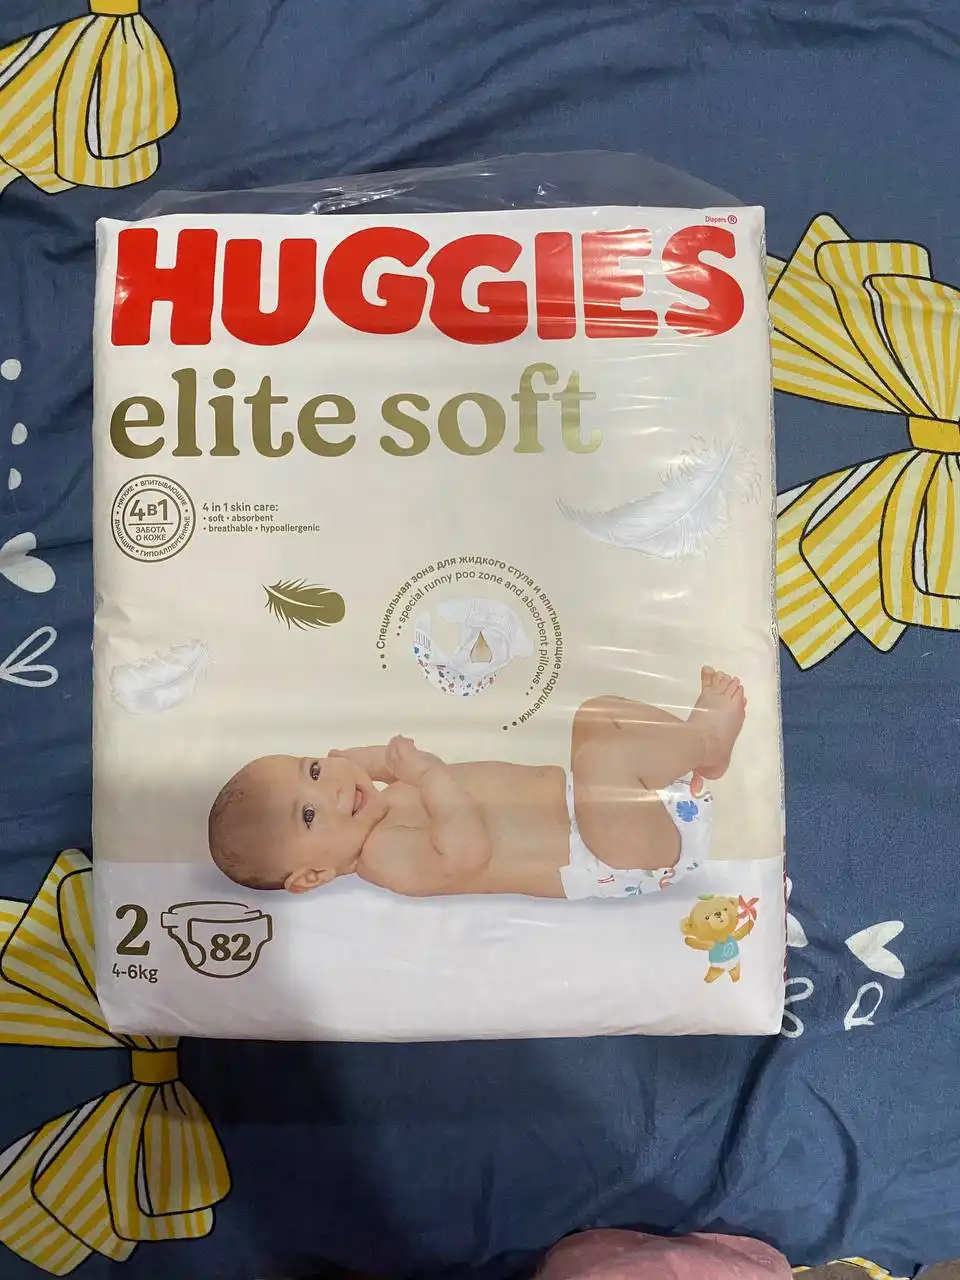 Diapers ®
HUGGIES
elite soft
• МЯГКИЕ • ВПИТЫВАЮЩИЕ •
4в1
ЗАБОТА
О КОЖЕ
ДЫШАЩИЕ • ГИПОАЛЛЕРГЕННЫЕ
4 in 1 skin care:
• soft • absorbent
• breathable • hypoallergenic
•• Специальная зона для жидкого стула и впитывающие подушечки ••
•• special runny poo zone and absorbent pillows ••
2
82
4-6kg